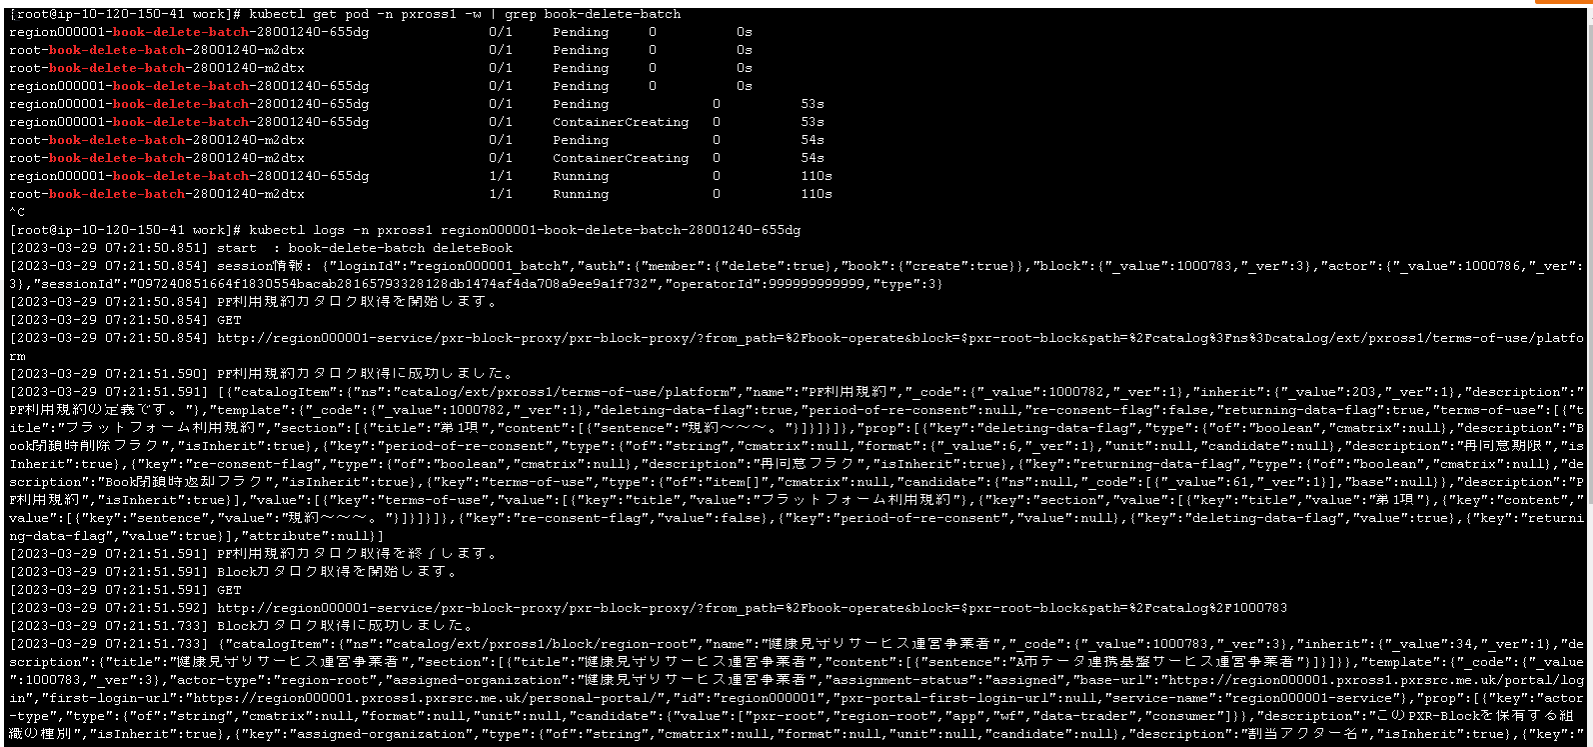 [root@ip-10-120-150-41 work]# kubectl get pod -n pxross1 -w | grep book-delete-batch
region000001-book-delete-batch-28001240-655dg 0/1 Pending 0 0s
root-book-delete-batch-28001240-m2dtx 0/1 Pending 0 0s
root-book-delete-batch-28001240-m2dtx 0/1 Pending 0 0s
region000001-book-delete-batch-28001240-655dg 0/1 Pending 0 0s
region000001-book-delete-batch-28001240-655dg 0/1 Pending 0 53s
region000001-book-delete-batch-28001240-655dg 0/1 ContainerCreating 0 53s
root-book-delete-batch-28001240-m2dtx 0/1 Pending 0 54s
root-book-delete-batch-28001240-m2dtx 0/1 ContainerCreating 0 54s
region000001-book-delete-batch-28001240-655dg 1/1 Running 0 110s
root-book-delete-batch-28001240-m2dtx 1/1 Running 0 110s
^C
[root@ip-10-120-150-41 work]# kubectl logs -n pxross1 region000001-book-delete-batch-28001240-655dg
[2023-03-29 07:21:50.851] start  : book-delete-batch deleteBook
[2023-03-29 07:21:50.854] session情報: {"loginId":"region000001_batch","auth":{"member":{"delete":true},"book":{"create":true}},"block":{"_value":1000783,"_ver":3},"actor":{"_value":1000786,"_ver":
3},"sessionId":"097240851664f1830554bacab28165793328128db1474af4da708a9ee9a1f732","operatorId":999999999999,"type":3}
[2023-03-29 07:21:50.854] PF利用規約カタログ取得を開始します。
[2023-03-29 07:21:50.854] GET
[2023-03-29 07:21:50.854] http://region000001-service/pxr-block-proxy/pxr-block-proxy/?from_path=%2Fbook-operate&block=$pxr-root-block&path=%2Fcatalog%3Fns%3Dcatalog/ext/pxross1/terms-of-use/platfo
rm
[2023-03-29 07:21:51.590] PF利用規約カタログ取得に成功しました。
[2023-03-29 07:21:51.591] [{"catalogItem":{"ns":"catalog/ext/pxross1/terms-of-use/platform","name":"PF利用規約","_code":{"_value":1000782,"_ver":1},"inherit":{"_value":203,"_ver":1},"description":"
PF利用規約の定義です。"},"template":{"_code":{"_value":1000782,"_ver":1},"deleting-data-flag":true,"period-of-re-consent":null,"re-consent-flag":false,"returning-data-flag":true,"terms-of-use":[{"t
itle":"プラットフォーム利用規約","section":[{"title":"第1項","content":[{"sentence":"規約～～～。"}]}]}]},"prop":[{"key":"deleting-data-flag","type":{"of":"boolean","cmatrix":null},"description":"B
ook閉鎖時削除フラグ","isInherit":true},{"key":"period-of-re-consent","type":{"of":"string","cmatrix":null,"format":{"_value":6,"_ver":1},"unit":null,"candidate":null},"description":"再同意期限","is
Inherit":true},{"key":"re-consent-flag","type":{"of":"boolean","cmatrix":null},"description":"再同意フラグ","isInherit":true},{"key":"returning-data-flag","type":{"of":"boolean","cmatrix":null},"de
scription":"Book閉鎖時返却フラグ","isInherit":true},{"key":"terms-of-use","type":{"of":"item[]","cmatrix":null,"candidate":{"ns":null,"_code":[{"_value":61,"_ver":1}],"base":null}},"description":"P
F利用規約","isInherit":true}],"value":[{"key":"terms-of-use","value":[{"key":"title","value":"プラットフォーム利用規約"},{"key":"section","value":[{"key":"title","value":"第1項"},{"key":"content","
value":[{"key":"sentence","value":"規約～～～。"}]}]}]},{"key":"re-consent-flag","value":false},{"key":"period-of-re-consent","value":null},{"key":"deleting-data-flag","value":true},{"key":"returni
ng-data-flag","value":true}],"attribute":null}]
[2023-03-29 07:21:51.591] PF利用規約カタログ取得を終了します。
[2023-03-29 07:21:51.591] Blockカタログ取得を開始します。
[2023-03-29 07:21:51.591] GET
[2023-03-29 07:21:51.592] http://region000001-service/pxr-block-proxy/pxr-block-proxy/?from_path=%2Fbook-operate&block=$pxr-root-block&path=%2Fcatalog%2F1000783
[2023-03-29 07:21:51.733] Blockカタログ取得に成功しました。
[2023-03-29 07:21:51.733] {"catalogItem":{"ns":"catalog/ext/pxross1/block/region-root","name":"健康見守りサービス運営事業者","_code":{"_value":1000783,"_ver":3},"inherit":{"_value":34,"_ver":1},"de
scription":{"title":"健康見守りサービス運営事業者","section":[{"title":"健康見守りサービス運営事業者","content":[{"sentence":"A市データ連携基盤サービス運営事業者"}]}]}},"template":{"_code":{"_value
":1000783,"_ver":3},"actor-type":"region-root","assigned-organization":"健康見守りサービス運営事業者","assignment-status":"assigned","base-url":"https://region000001.pxross1.pxrsrc.me.uk/portal/log
in","first-login-url":"https://region000001.pxross1.pxrsrc.me.uk/personal-portal/","id":"region000001","pxr-portal-first-login-url":null,"service-name":"region000001-service"},"prop":[{"key":"actor
-type","type":{"of":"string","cmatrix":null,"format":null,"unit":null,"candidate":{"value":["pxr-root","region-root","app","wf","data-trader","consumer"]}},"description":"このPXR-Blockを保有する組
織の種別","isInherit":true},{"key":"assigned-organization","type":{"of":"string","cmatrix":null,"format":null,"unit":null,"candidate":null},"description":"割当アクター名","isInherit":true},{"key":"